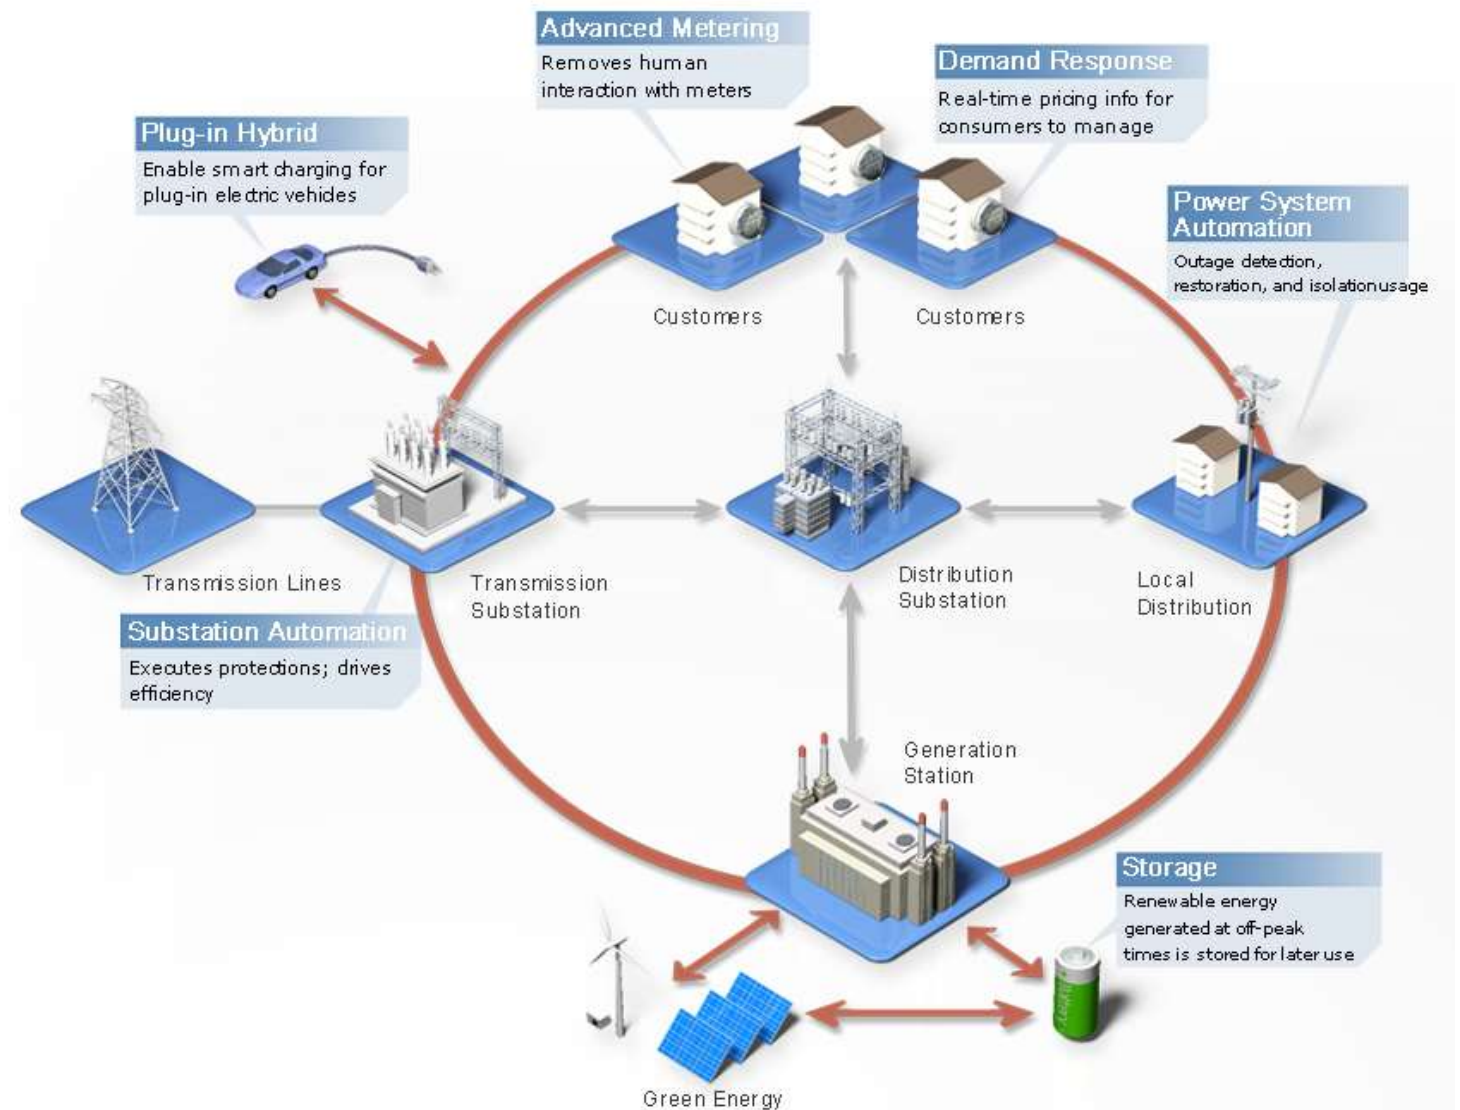 Advanced Metering
Removes human
interaction with meters
Demand Response
Real-time pricing info for
consumers to manage
Plug-in Hybrid
Enable smart charging for
plug-in electric vehicles
Power System
Automation
Outage detection,
restoration, and isolationusage
Customers
Customers
Transmission Lines
Transmission
Substation
Distribution
Substation
Local
Distribution
Substation Automation
Executes protections; drives
efficiency
Generation
Station
Storage
Renewable energy
generated at off-peak
times is stored for later use
Battery
Green Energy